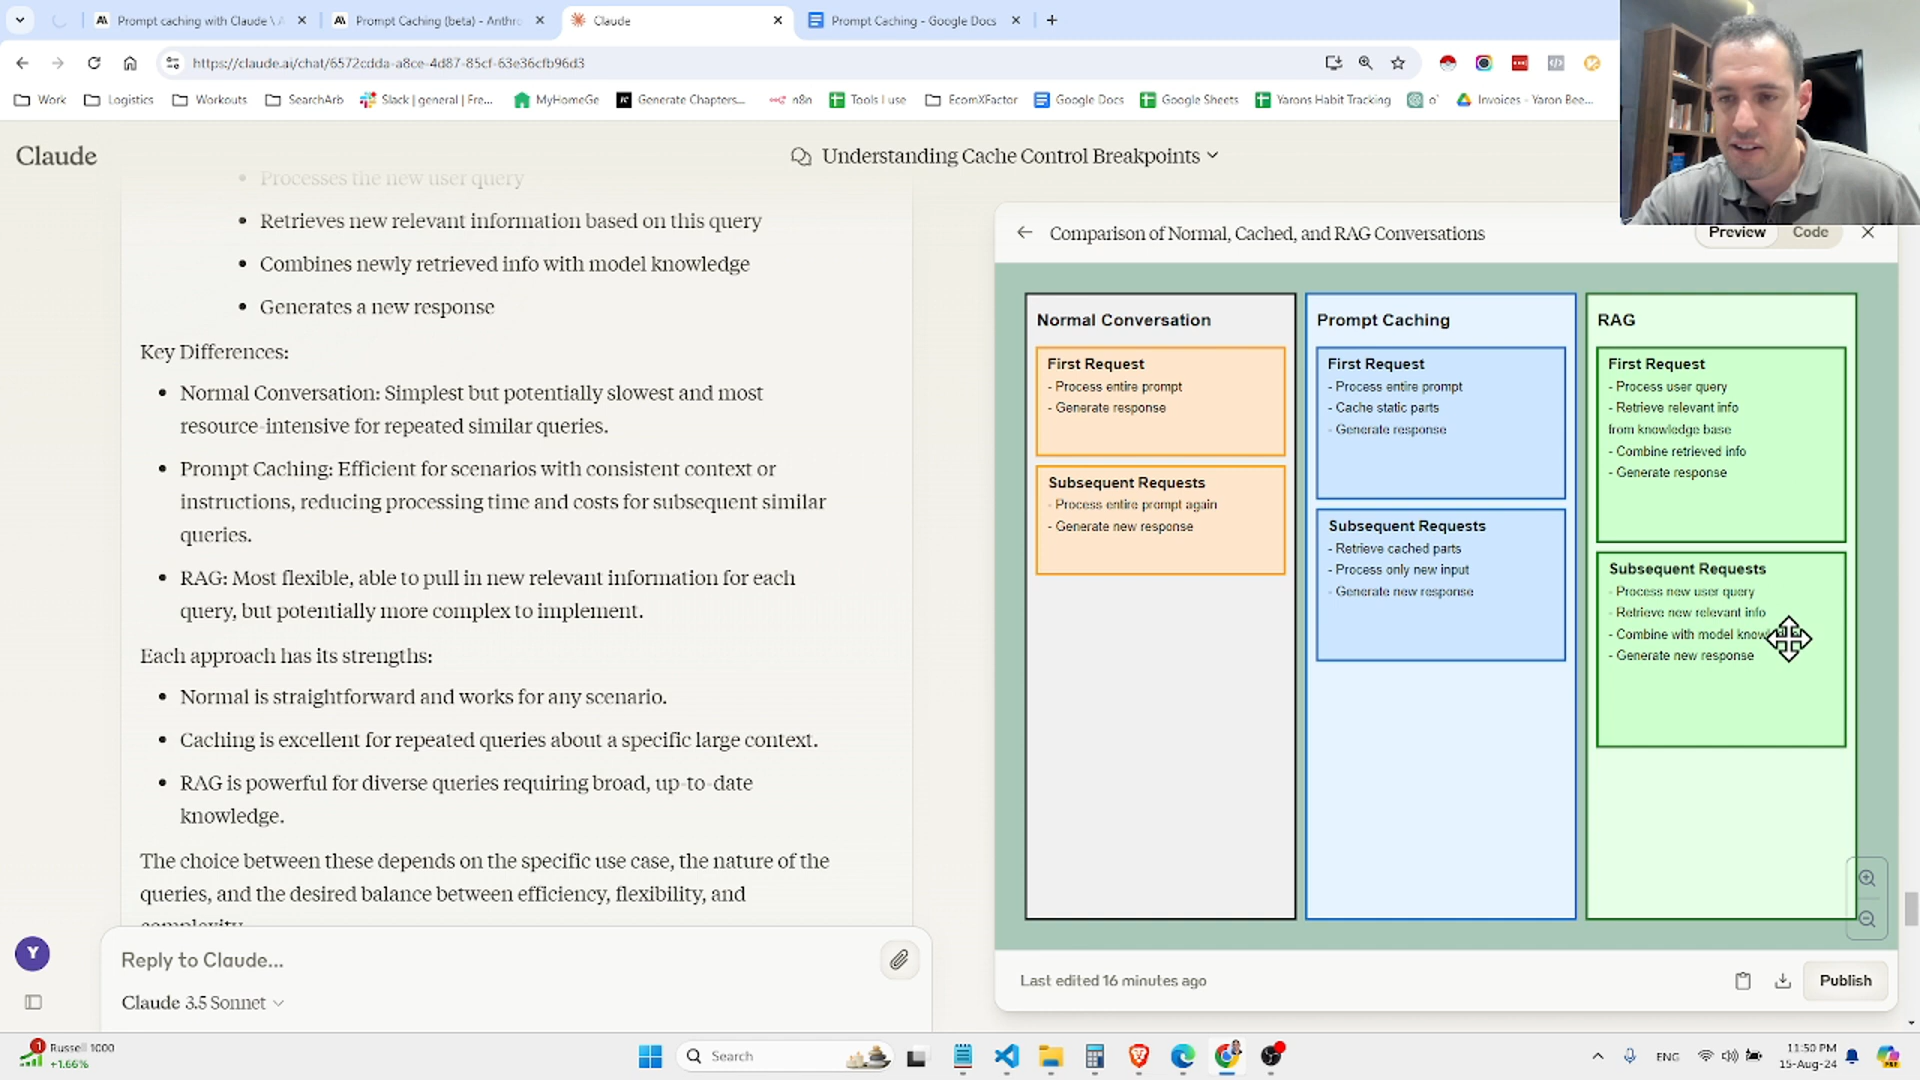 Prompt caching with Claude \ A
Prompt Caching (beta) - Anthro
Claude
Prompt Caching - Google Docs
https://claude.ai/chat/6572cdda-a8ce-4d87-85cf-63e36cfb96d3
Work
Logistics
Workouts
SearchArb
Slack | general | Fre...
MyHomeGe
Generate Chapters...
n8n
Tools I use
EcomXFactor
Google Docs
Google Sheets
Yarons Habit Tracking
Invoices - Yaron Bee...
Claude
Understanding Cache Control Breakpoints
• Processes the new user query
• Retrieves new relevant information based on this query
• Combines newly retrieved info with model knowledge
• Generates a new response
Key Differences:
• Normal Conversation: Simplest but potentially slowest and most
resource-intensive for repeated similar queries.
• Prompt Caching: Efficient for scenarios with consistent context or
instructions, reducing processing time and costs for subsequent similar
queries.
• RAG: Most flexible, able to pull in new relevant information for each
query, but potentially more complex to implement.
Each approach has its strengths:
• Normal is straightforward and works for any scenario.
• Caching is excellent for repeated queries about a specific large context.
• RAG is powerful for diverse queries requiring broad, up-to-date
knowledge.
The choice between these depends on the specific use case, the nature of the
queries, and the desired balance between efficiency, flexibility, and
complexity.
Y
Reply to Claude...
Claude 3.5 Sonnet
Comparison of Normal, Cached, and RAG Conversations
Preview
Code
Normal Conversation
First Request
- Process entire prompt
- Generate response
Subsequent Requests
- Process entire prompt again
- Generate new response
Prompt Caching
First Request
- Process entire prompt
- Cache static parts
- Generate response
Subsequent Requests
- Retrieve cached parts
- Process only new input
- Generate new response
RAG
First Request
- Process user query
- Retrieve relevant info
from knowledge base
- Combine retrieved info
- Generate response
Subsequent Requests
- Process new user query
- Retrieve new relevant info
- Combine with model know
- Generate new response
Last edited 16 minutes ago
Publish
1
Russell 1000
+1.66%
Search
ENG
11:50 PM
15-Aug-24